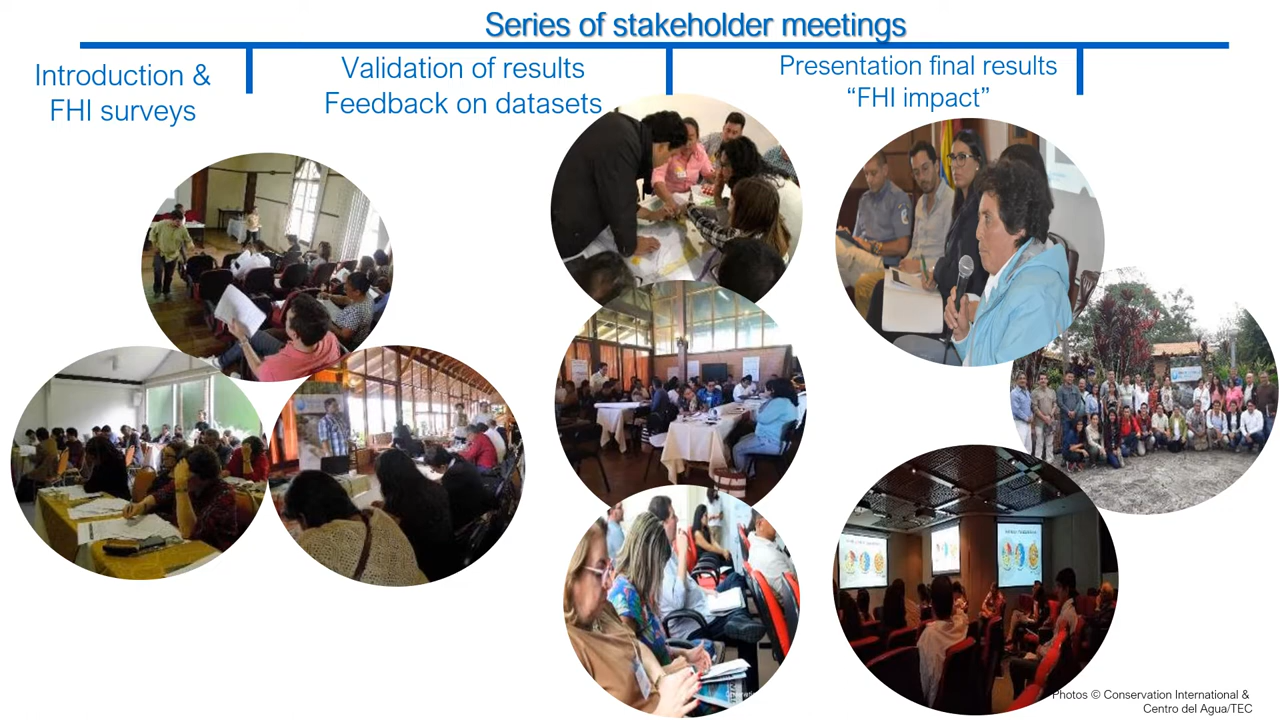 Series of stakeholder meetings
Introduction &
FHI surveys
Validation of results
Feedback on datasets
Presentation final results
“FHI impact”
Photos © Conservation International &
Centro del Agua/TEC